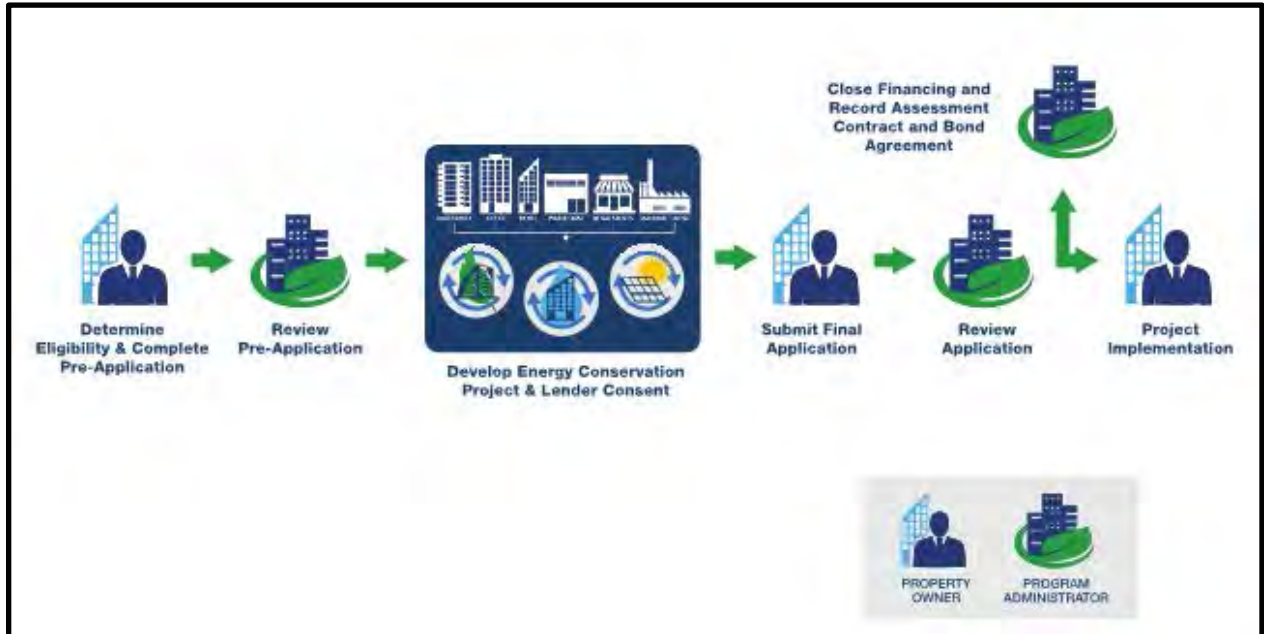 Close Financing and
Record Assessment
Contract and Bond
Agreement
Determine
Eligibility & Complete
Pre-Application
Review
Pre-Application
Develop Energy Conservation
Project & Lender Consent
Submit Final
Application
Review
Application
Project
Implementation
PROPERTY
OWNER
PROGRAM
ADMINISTRATOR